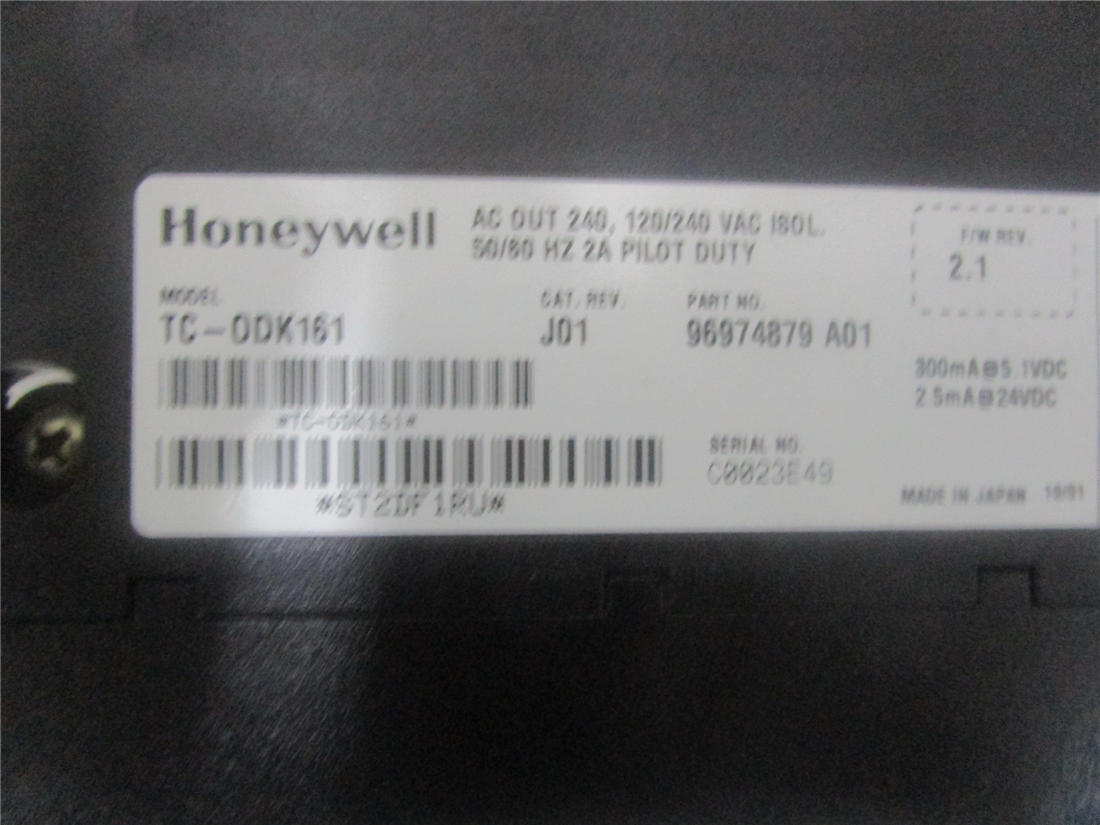 Honeywell
AC OUT 240, 120/240 VAC ISOL.
50/60 HZ 2A PILOT DUTY
F/W REV.
2.1
MODEL
TC-ODK161
CAT. REV.
J01
PART NO.
96974879 A01
300mA@5.1VDC
2.5mA@24VDC
*TC-ODK161*
SERIAL NO.
C0023E49
*ST2DF1RU*
MADE IN JAPAN